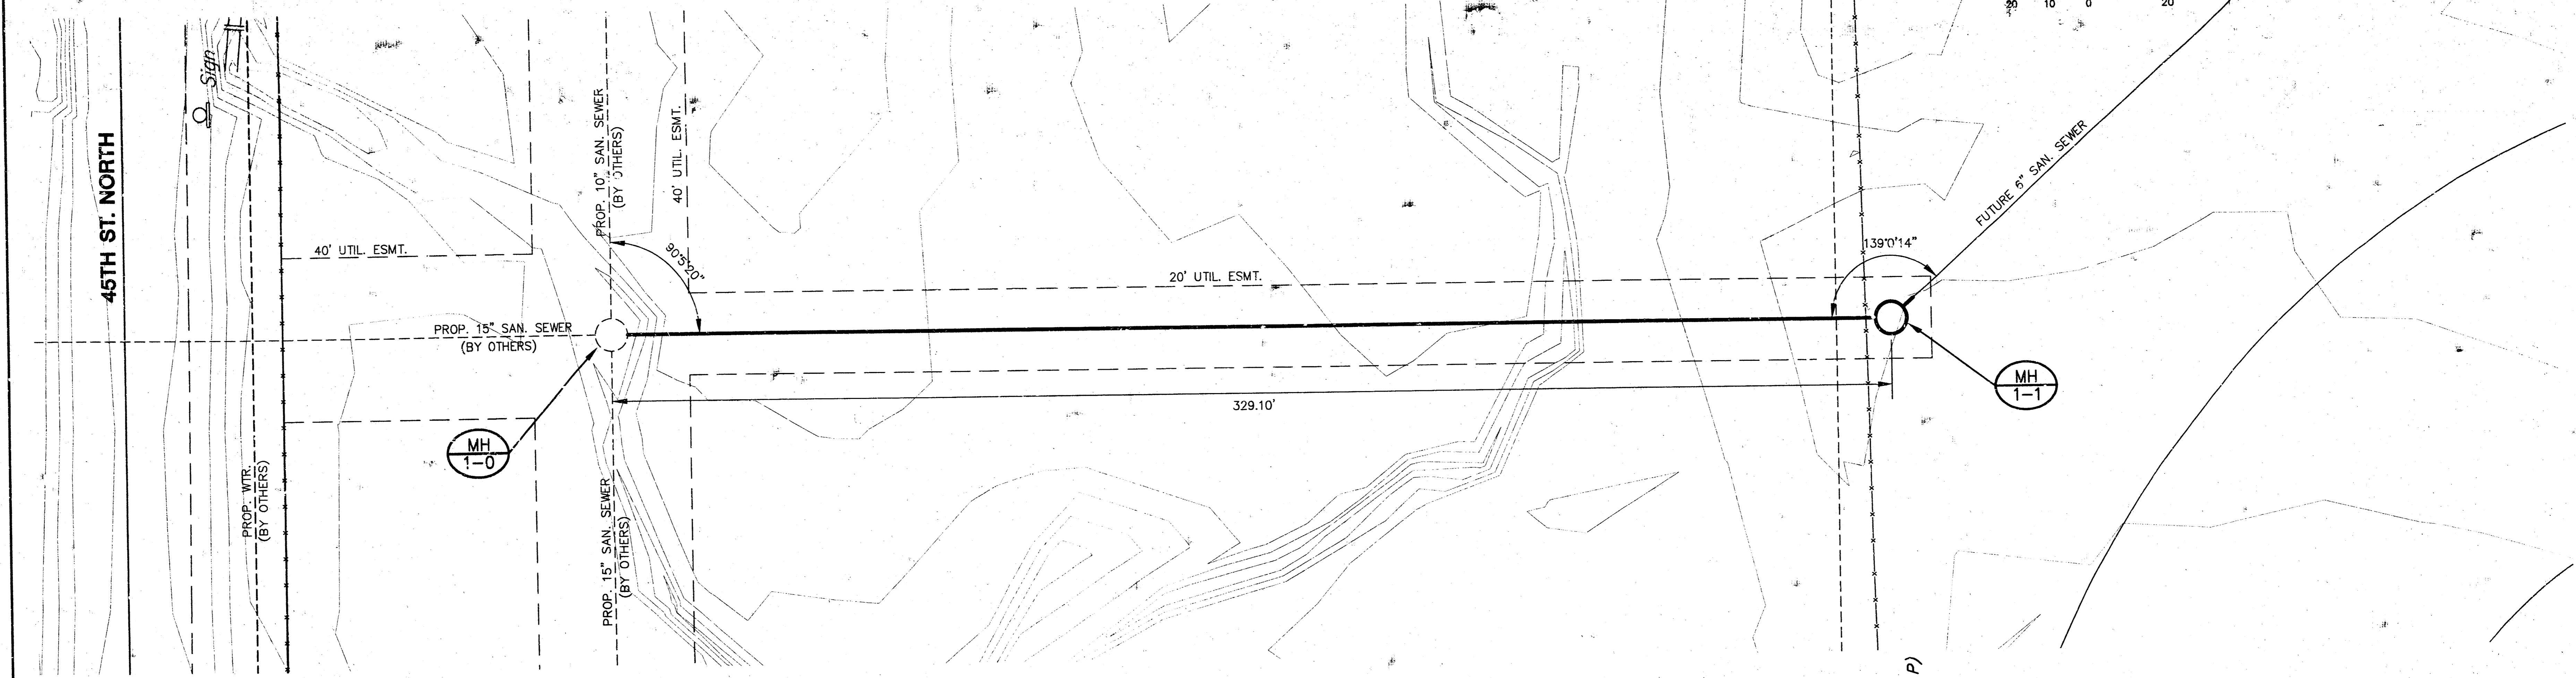 20 10 0 20
Sign
45TH ST. NORTH
40' UTIL. ESMT.
PROP. 10" SAN. SEWER
(BY OTHERS)
40' UTIL. ESMT.
90°5'20"
20' UTIL. ESMT.
139°0'14"
FUTURE 6" SAN. SEWER
PROP. 15" SAN. SEWER
(BY OTHERS)
329.10'
MH
1-0
MH
1-1
PROP. WTR.
(BY OTHERS)
PROP. 15" SAN. SEWER
(BY OTHERS)
P)